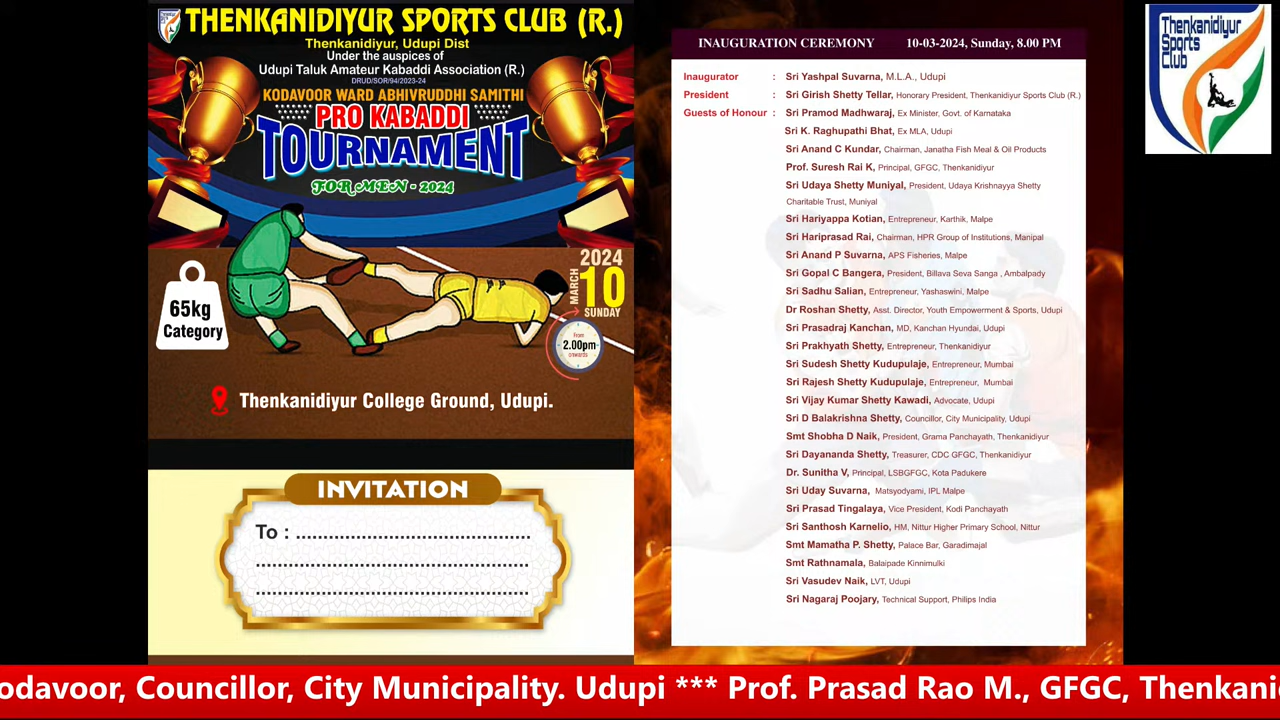 THENKANIDIYUR SPORTS CLUB (R.)
Thenkanidiyur, Udupi Dist
Under the auspices of
Udupi Taluk Amateur Kabaddi Association (R.)
DRUD/SOR/94/2023-24
KODAVOOR WARD ABHIVRUDDHI SAMITHI
PRO KABADDI
TOURNAMENT
FOR MEN - 2024
65kg
Category
2024
MARCH
10
SUNDAY
From
2.00pm
onwards
Thenkanidiyur College Ground, Udupi.
INVITATION
To : ..........................................
..........................................
..........................................
INAUGURATION CEREMONY 10-03-2024, Sunday, 8.00 PM
Inaugurator : Sri Yashpal Suvarna, M.L.A., Udupi
President : Sri Girish Shetty Tellar, Honorary President, Thenkanidiyur Sports Club (R.)
Guests of Honour : Sri Pramod Madhwaraj, Ex Minister, Govt. of Karnataka
Sri K. Raghupathi Bhat, Ex MLA, Udupi
Sri Anand C Kundar, Chairman, Janatha Fish Meal & Oil Products
Prof. Suresh Rai K, Principal, GFGC, Thenkanidiyur
Sri Udaya Shetty Muniyal, President, Udaya Krishnayya Shetty
Charitable Trust, Muniyal
Sri Hariyappa Kotian, Entrepreneur, Karthik, Malpe
Sri Hariprasad Rai, Chairman, HPR Group of Institutions, Manipal
Sri Anand P Suvarna, APS Fisheries, Malpe
Sri Gopal C Bangera, President, Billava Seva Sanga , Ambalpady
Sri Sadhu Salian, Entrepreneur, Yashaswini, Malpe
Dr Roshan Shetty, Asst. Director, Youth Empowerment & Sports, Udupi
Sri Prasadraj Kanchan, MD, Kanchan Hyundai, Udupi
Sri Prakhyath Shetty, Entrepreneur, Thenkanidiyur
Sri Sudesh Shetty Kudupulaje, Entrepreneur, Mumbai
Sri Rajesh Shetty Kudupulaje, Entrepreneur, Mumbai
Sri Vijay Kumar Shetty Kawadi, Advocate, Udupi
Sri D Balakrishna Shetty, Councillor, City Municipality, Udupi
Smt Shobha D Naik, President, Grama Panchayath, Thenkanidiyur
Sri Dayananda Shetty, Treasurer, CDC GFGC, Thenkanidiyur
Dr. Sunitha V, Principal, LSBGFGC, Kota Padukere
Sri Uday Suvarna, Matsyodyami, IPL Malpe
Sri Prasad Tingalaya, Vice President, Kodi Panchayath
Sri Santhosh Karnelio, HM, Nittur Higher Primary School, Nittur
Smt Mamatha P. Shetty, Palace Bar, Garadimajal
Smt Rathnamala, Balaipade Kinnimulki
Sri Vasudev Naik, LVT, Udupi
Sri Nagaraj Poojary, Technical Support, Philips India
Thenkanidiyur
Sports
Club
odavoor, Councillor, City Municipality. Udupi *** Prof. Prasad Rao M., GFGC, Thenkani